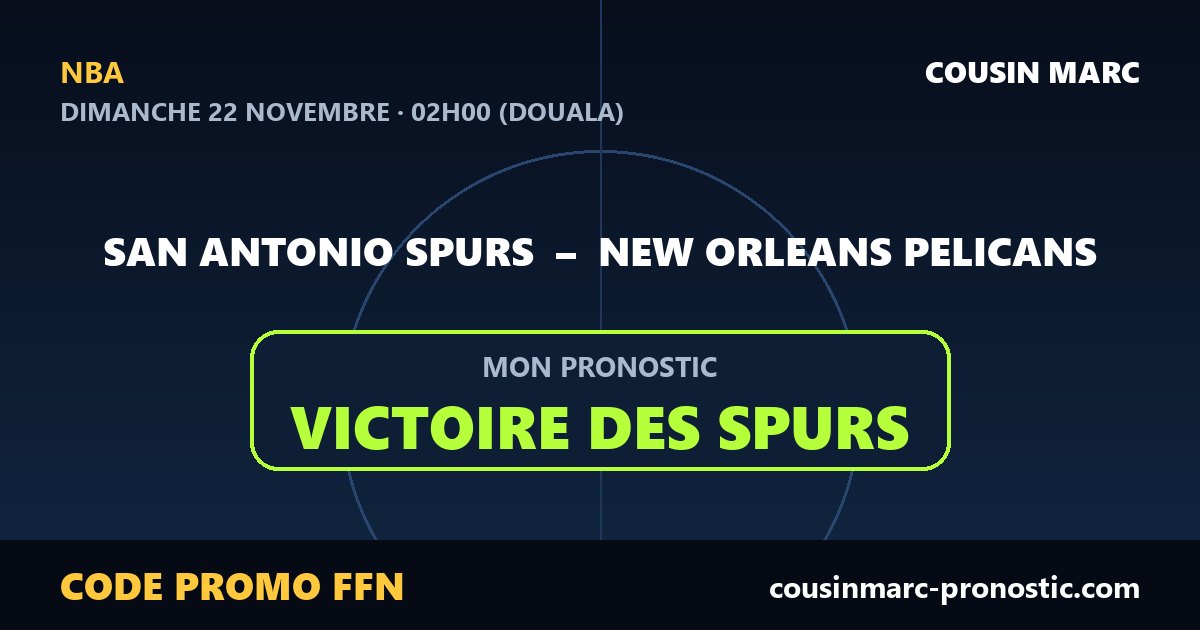 NBA
COUSIN MARC
DIMANCHE 22 NOVEMBRE · 02H00 (DOUALA)
SAN ANTONIO SPURS – NEW ORLEANS PELICANS
MON PRONOSTIC
VICTOIRE DES SPURS
CODE PROMO FFN
cousinmarc-pronostic.com